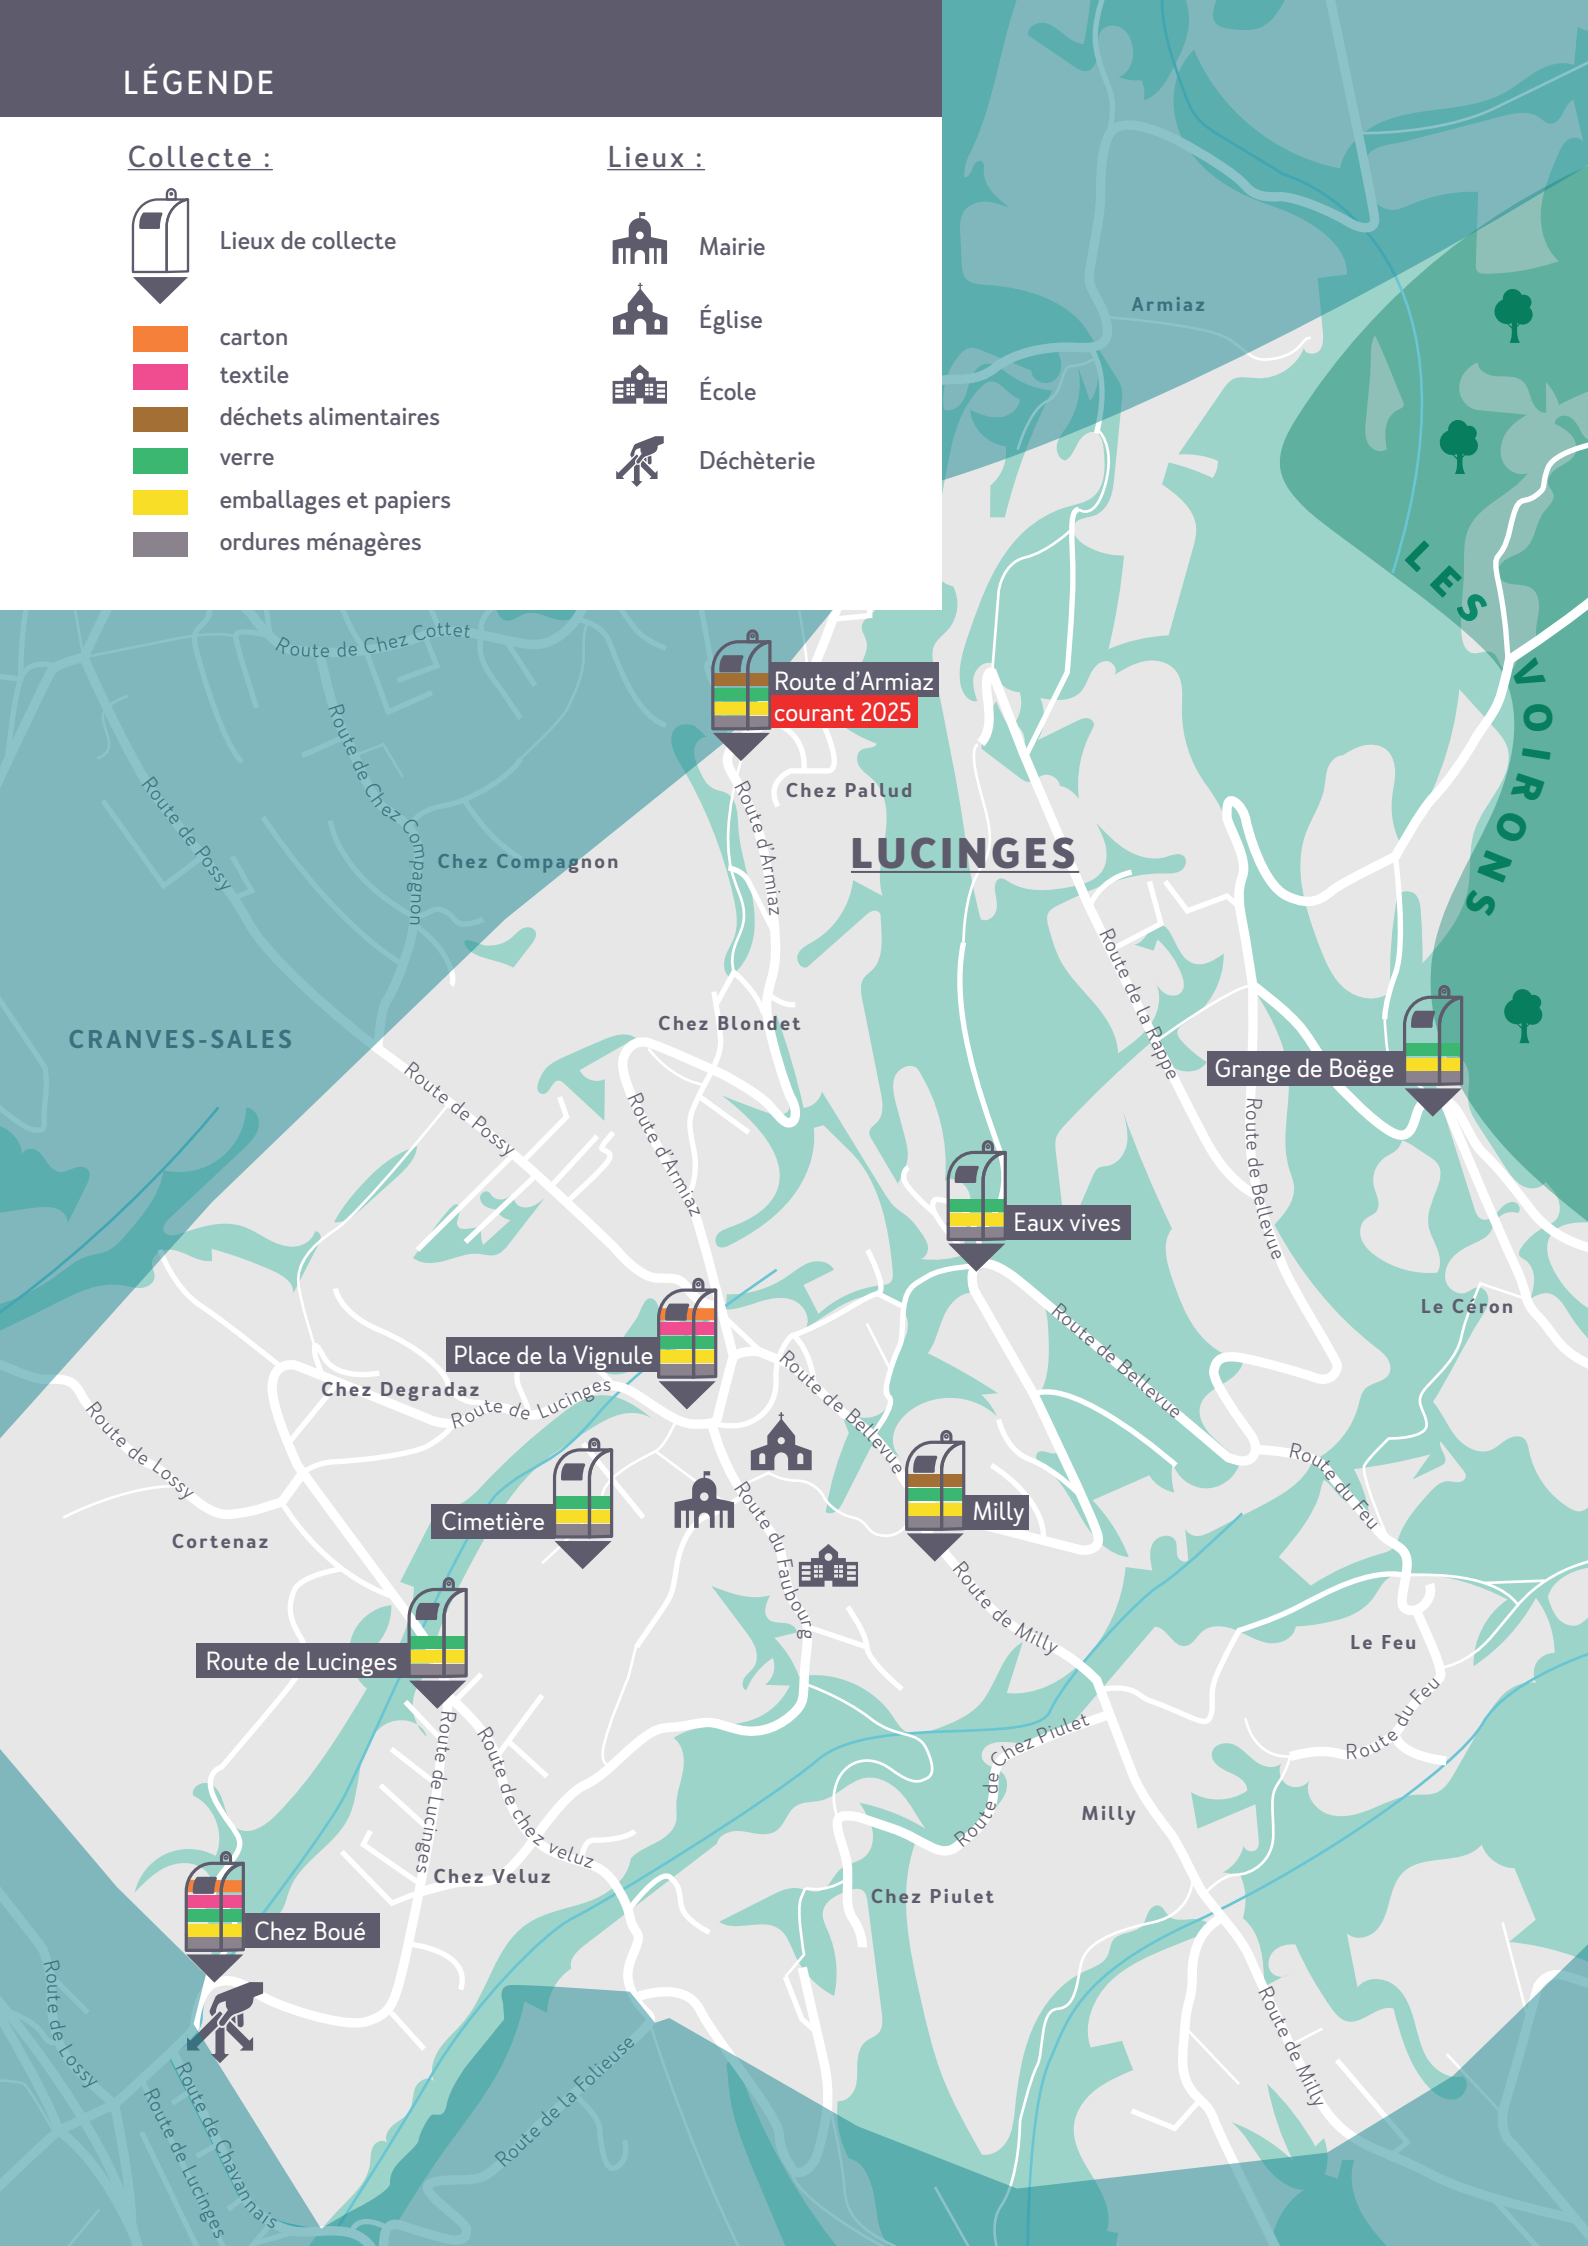 LÉGENDE
Collecte :
Lieux de collecte
carton
textile
déchets alimentaires
verre
emballages et papiers
ordures ménagères
Lieux :
Mairie
Église
École
Déchèterie
Armiaz
LES VOIRONS
Route de Chez Cottet
Route d'Armiaz
courant 2025
Route de Chez Compagnon
Route de Possy
Chez Pallud
Route d'Armiaz
LUCINGES
Chez Compagnon
Route de la Rappe
Chez Blondet
CRANVES-SALES
Grange de Boëge
Route de Possy
Route d'Armiaz
Route de Bellevue
Eaux vives
Le Céron
Route de Bellevue
Place de la Vignule
Chez Degradaz
Route de Lucinges
Route de Bellevue
Route de Lossy
Route du Feu
Cimetière
Milly
Route du Faubourg
Cortenaz
Route de Milly
Le Feu
Route de Lucinges
Route du Feu
Route de Lucinges
Route de chez veluz
Route de Chez Piulet
Milly
Chez Veluz
Chez Piulet
Chez Boué
Route de Lossy
Route de Milly
Route de la Folieuse
Route de Chavannais
Route de Lucinges